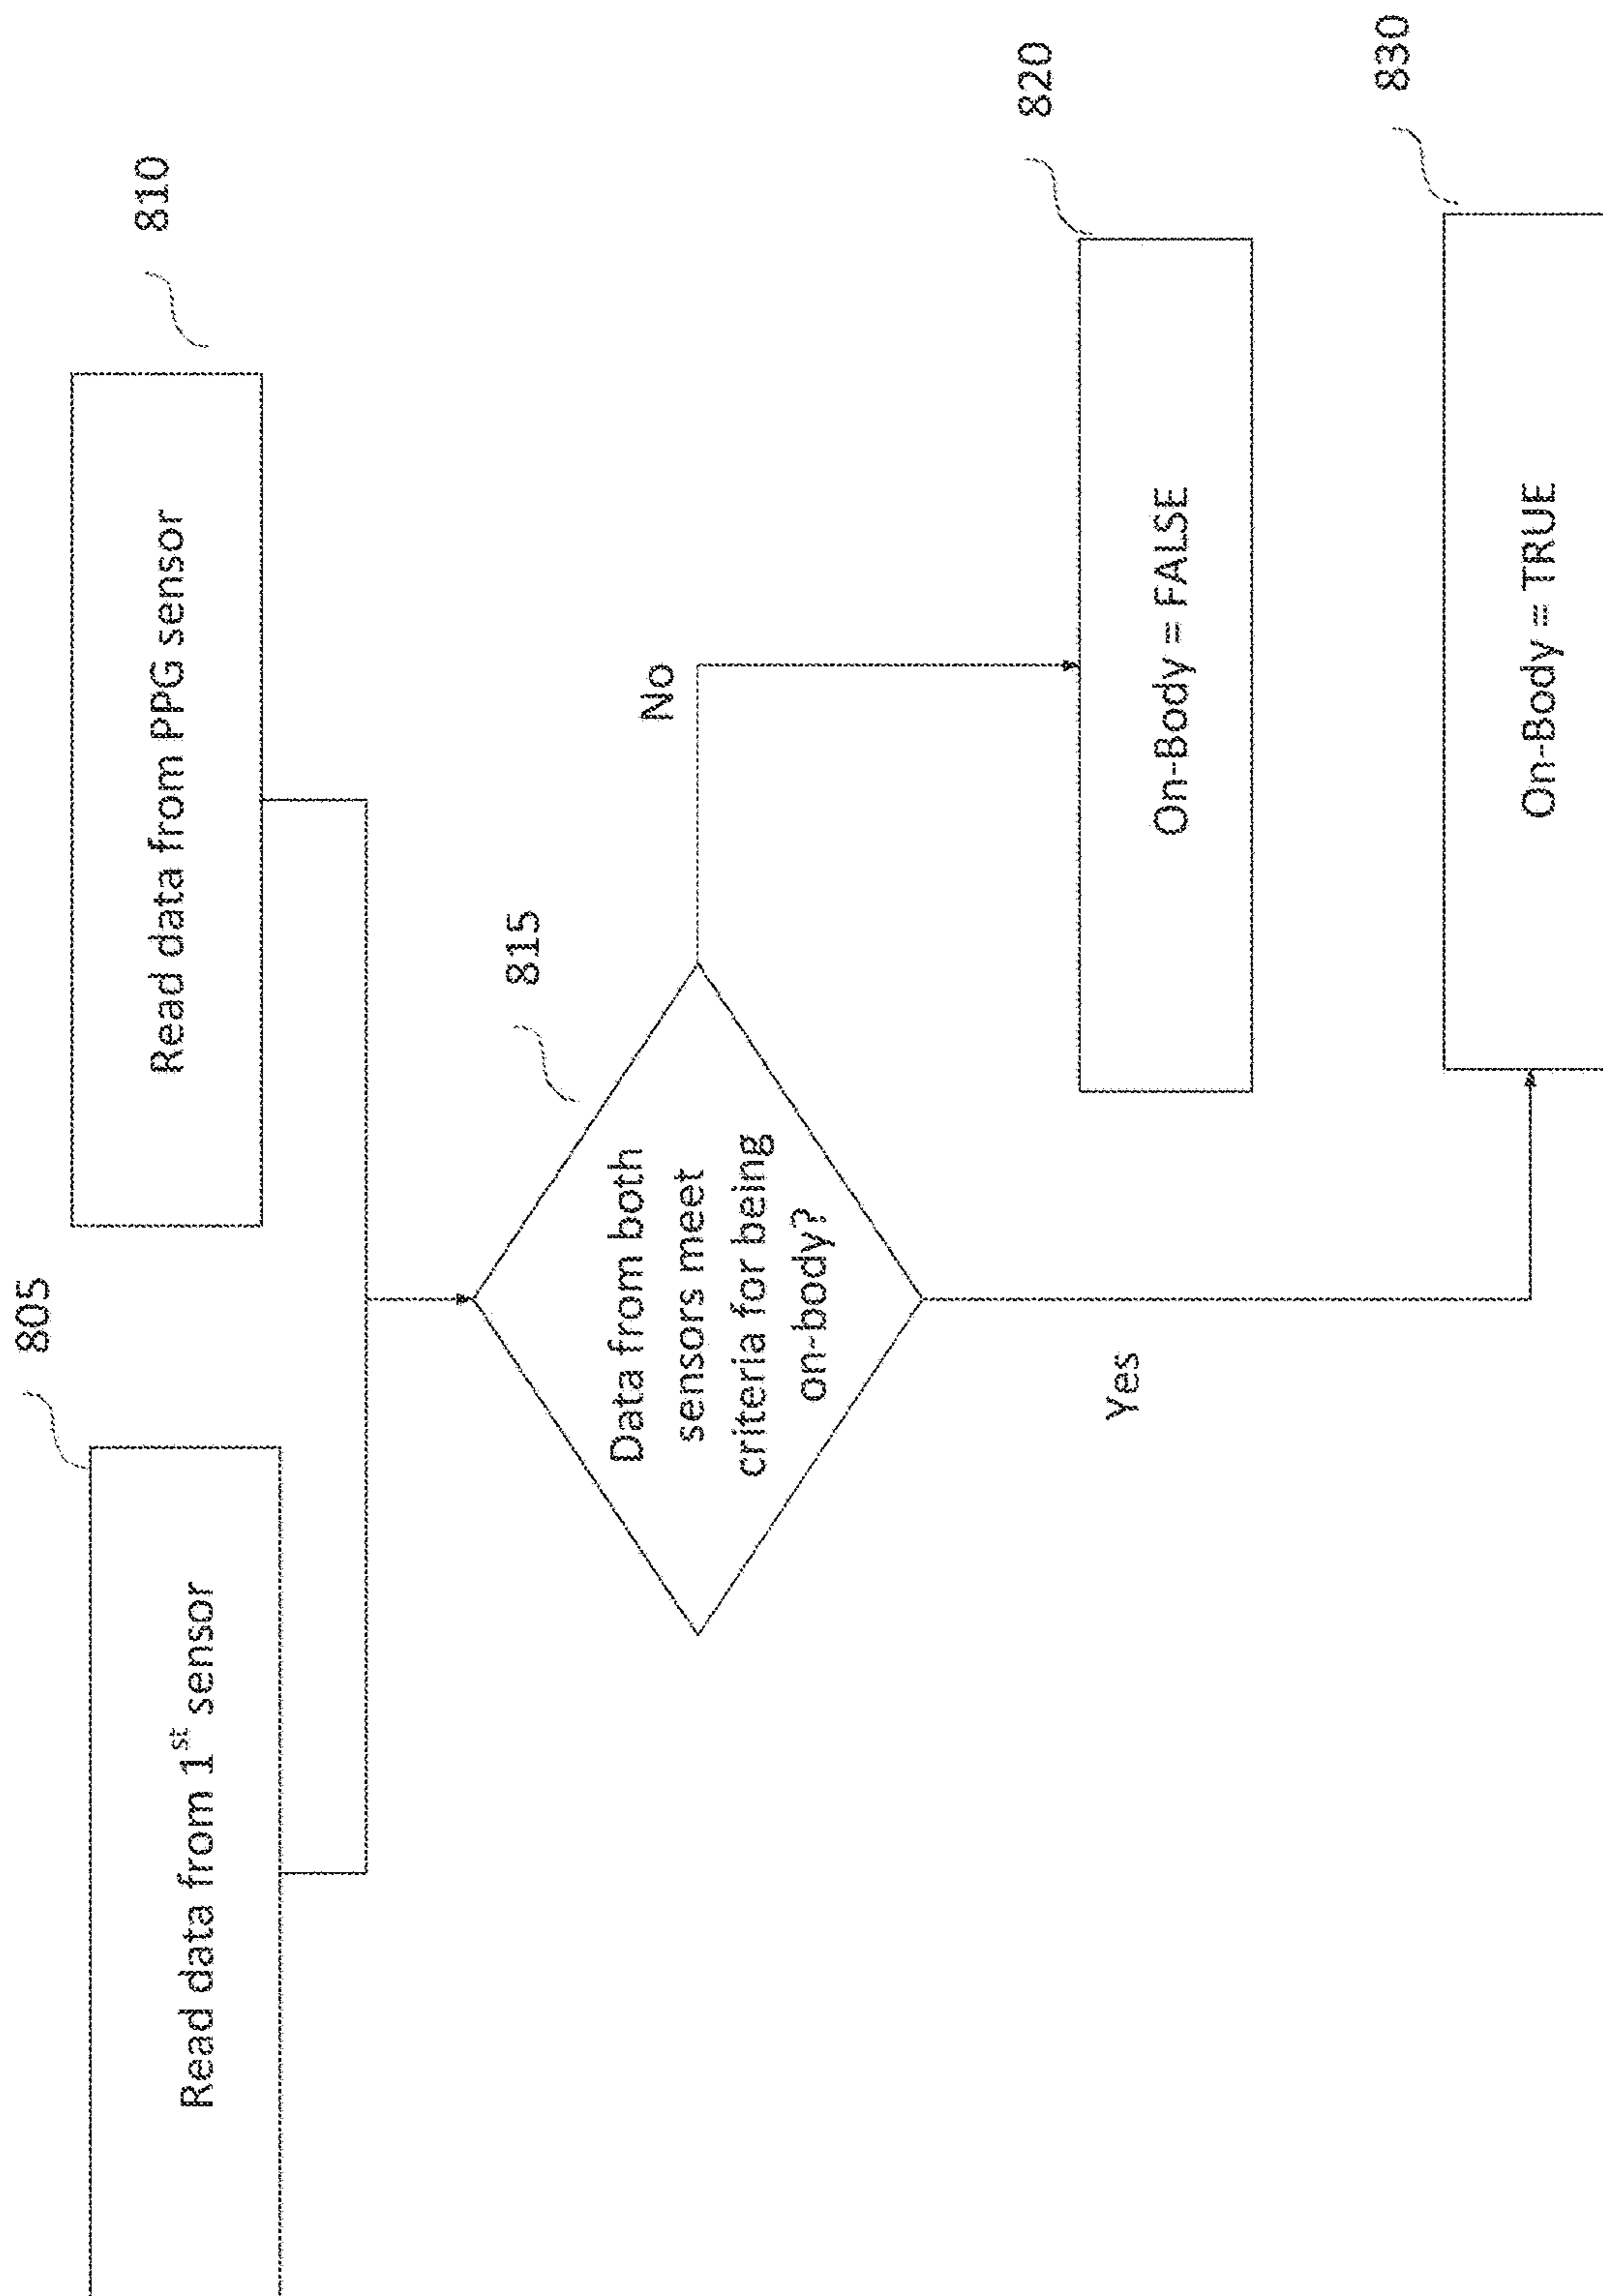 805
Read data from 1st sensor
810
Read data from PPG sensor
815
Data from both
sensors meet
criteria for being
on-body?
No
820
On-Body = FALSE
Yes
830
On-Body = TRUE